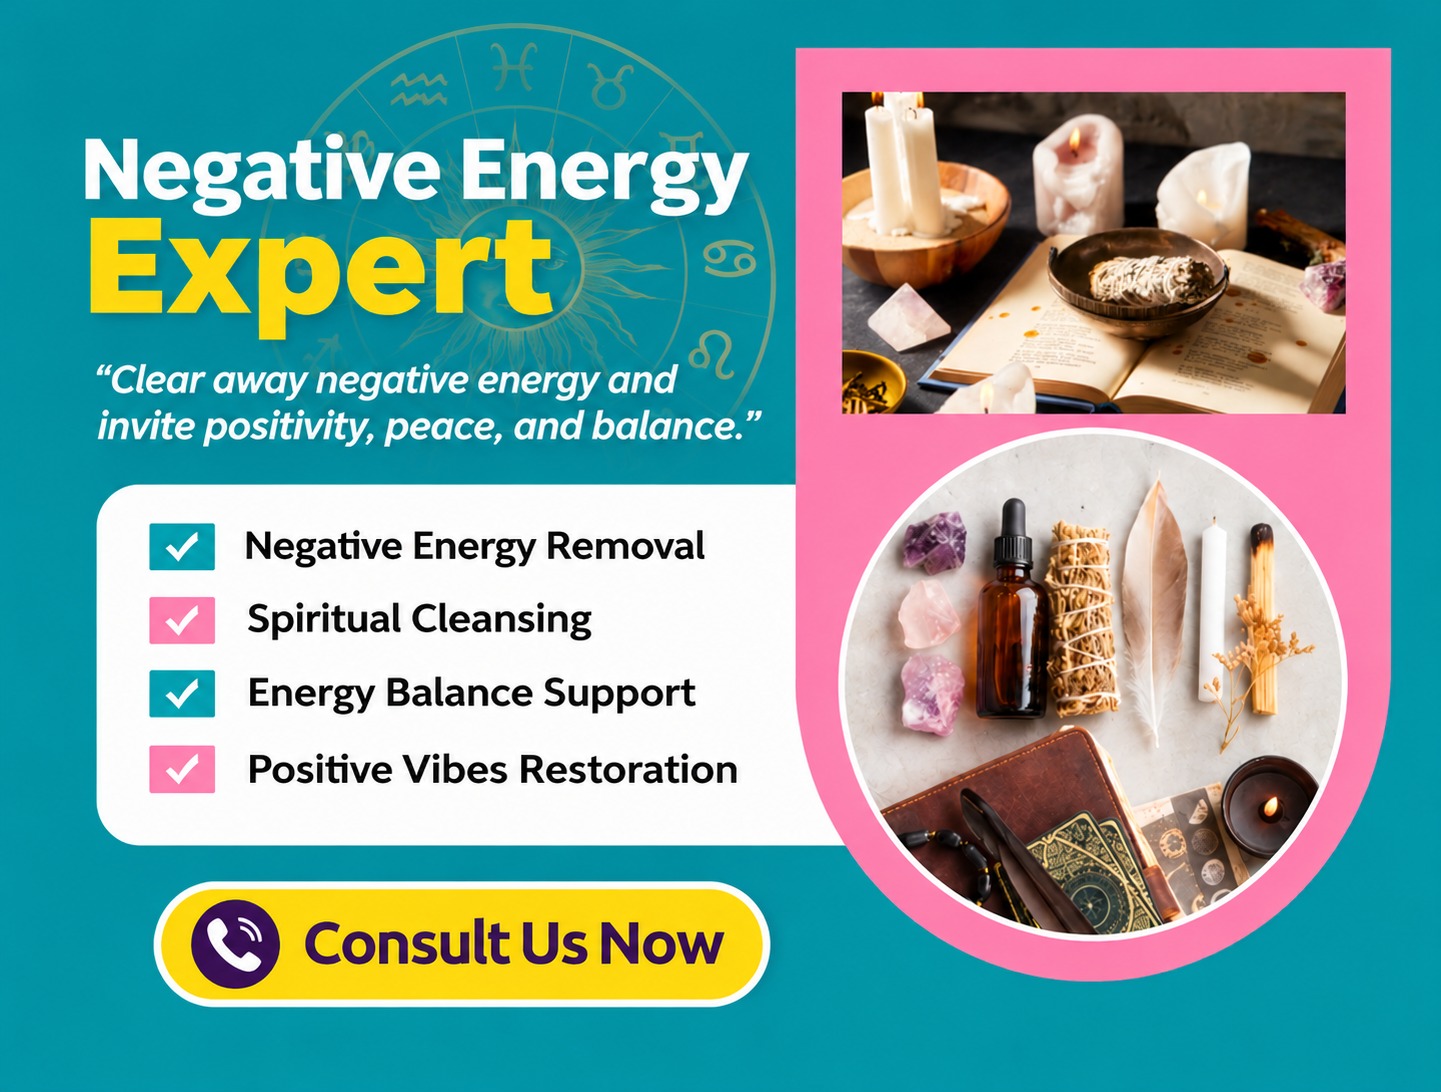 Negative Energy
Expert
“Clear away negative energy and
invite positivity, peace, and balance.”
Negative Energy Removal
Spiritual Cleansing
Energy Balance Support
Positive Vibes Restoration
Consult Us Now